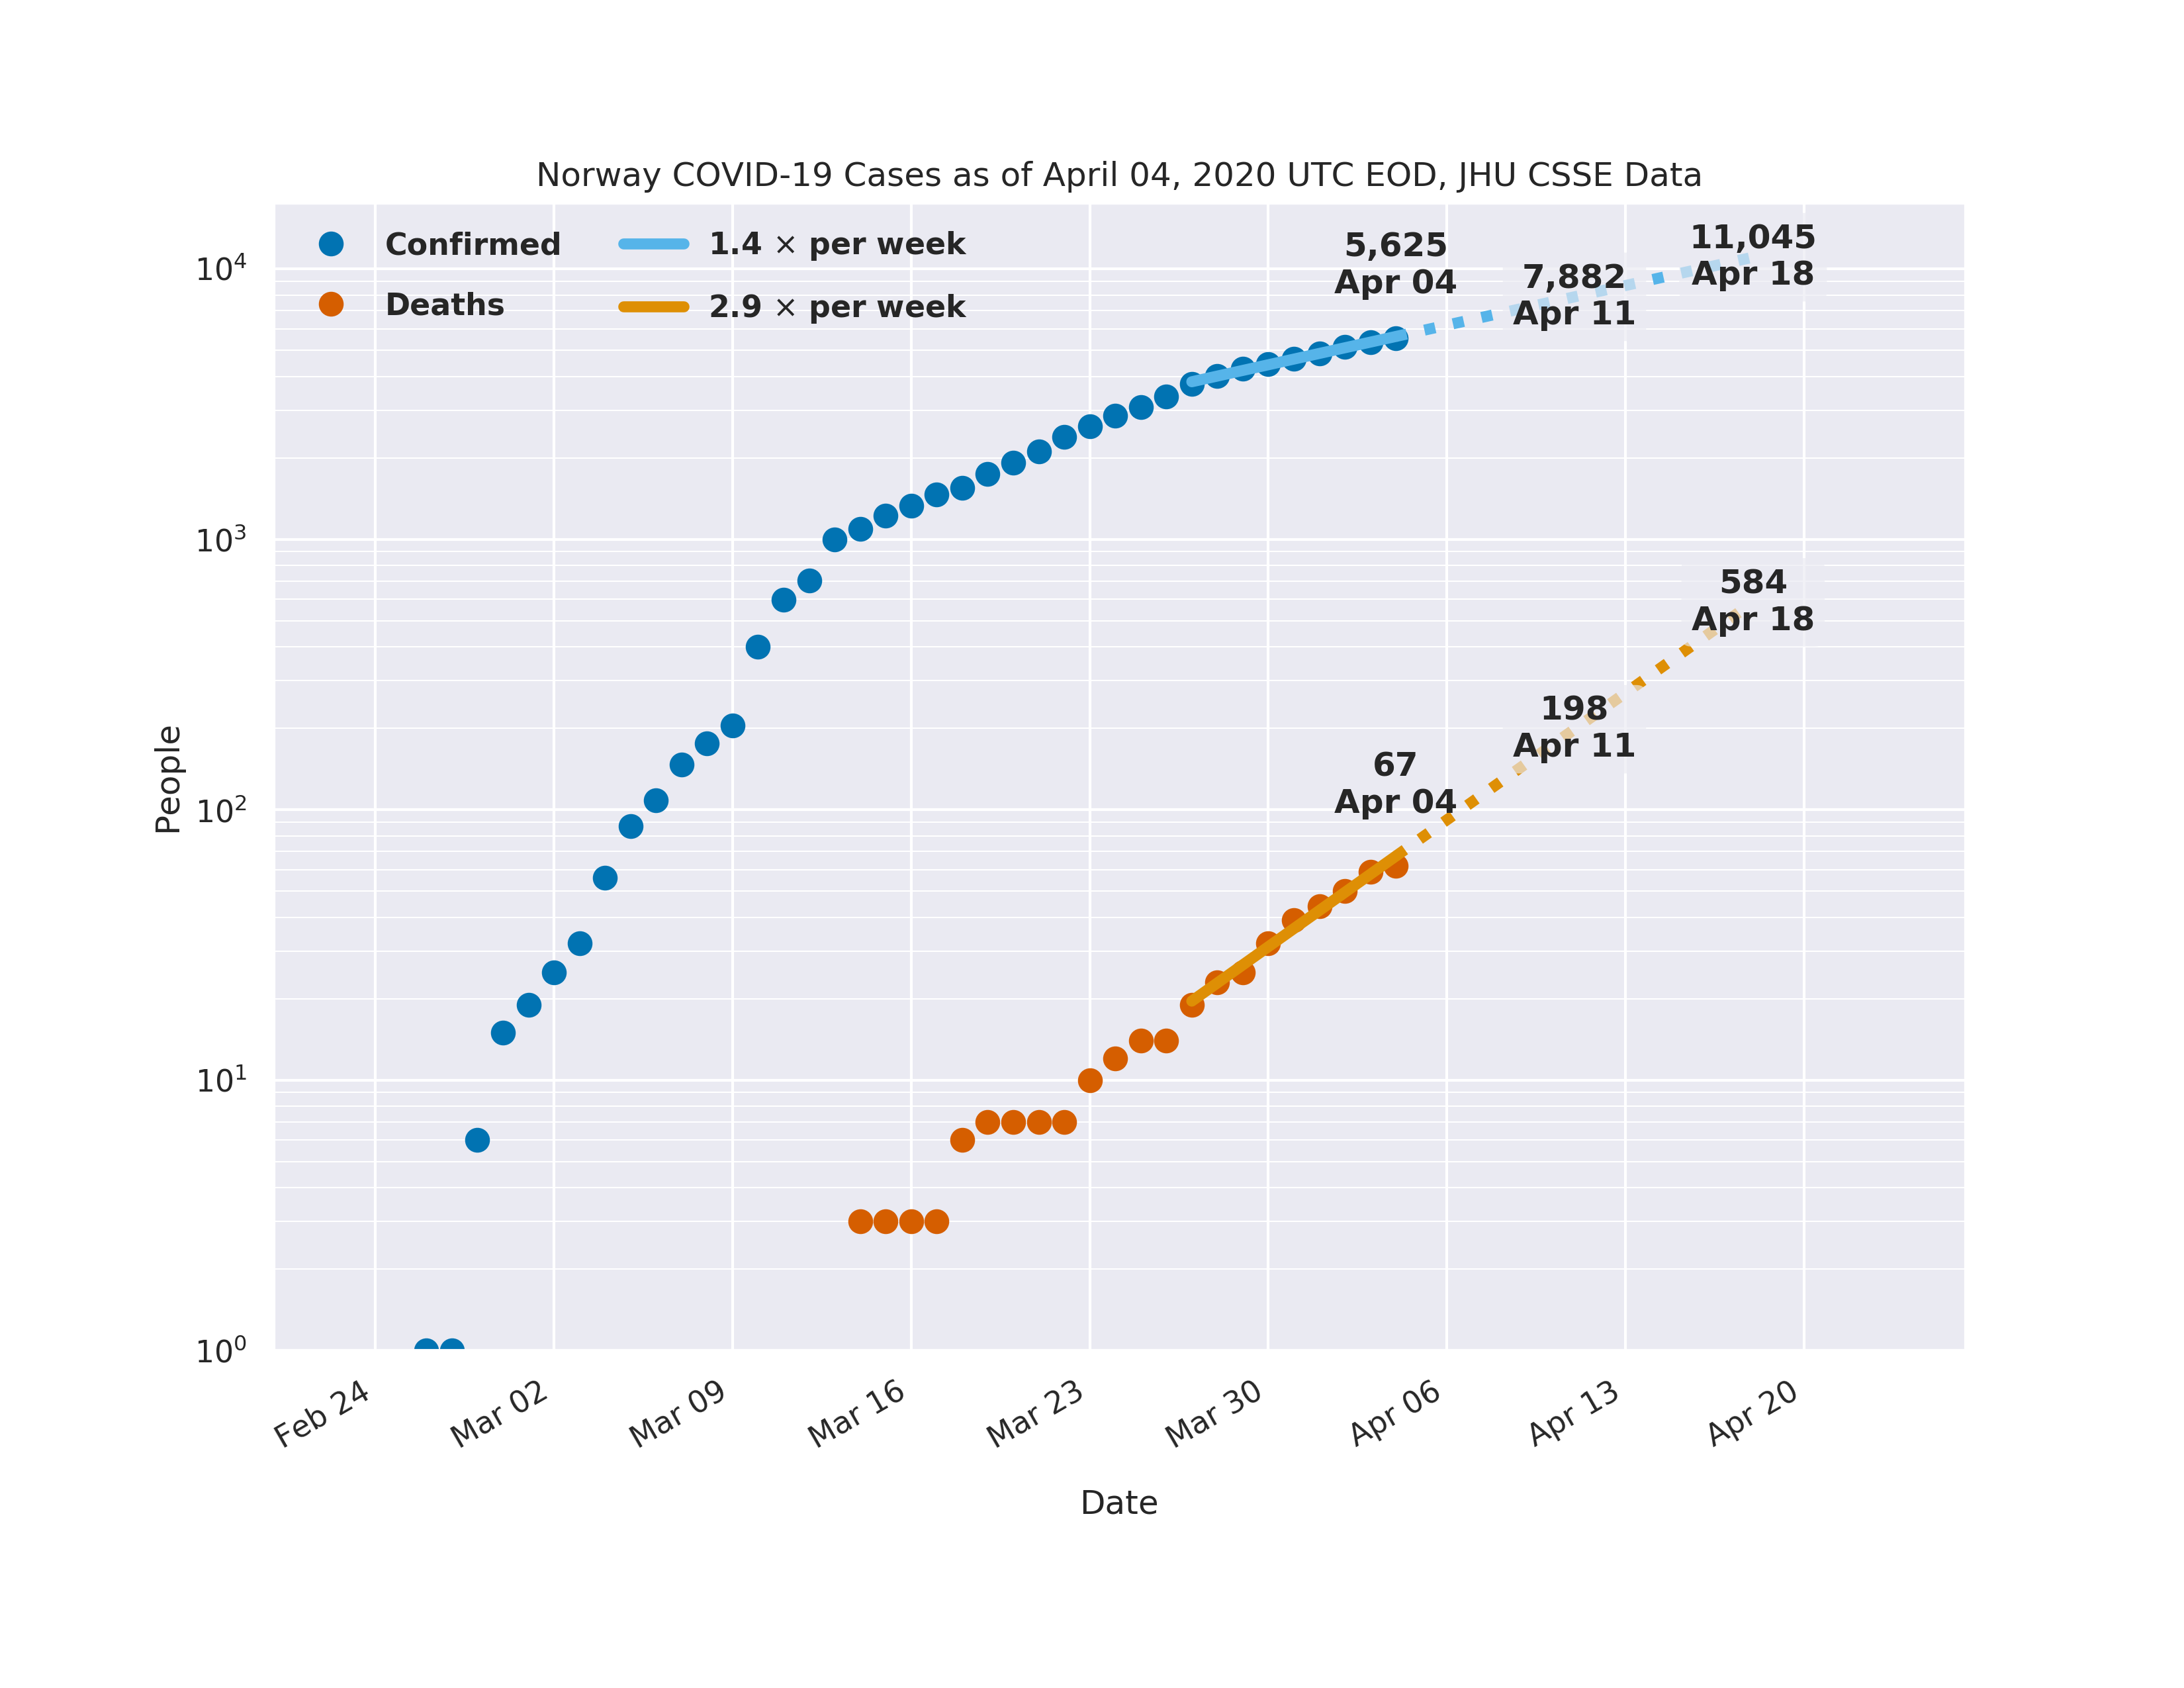 Norway COVID-19 Cases as of April 04, 2020 UTC EOD, JHU CSSE Data
Confirmed
Deaths
1.4 × per week
2.9 × per week
5,625
Apr 04
7,882
Apr 11
11,045
Apr 18
584
Apr 18
198
Apr 11
67
Apr 04
People
10⁴
10³
10²
10¹
10⁰
Feb 24
Mar 02
Mar 09
Mar 16
Mar 23
Mar 30
Apr 06
Apr 13
Apr 20
Date